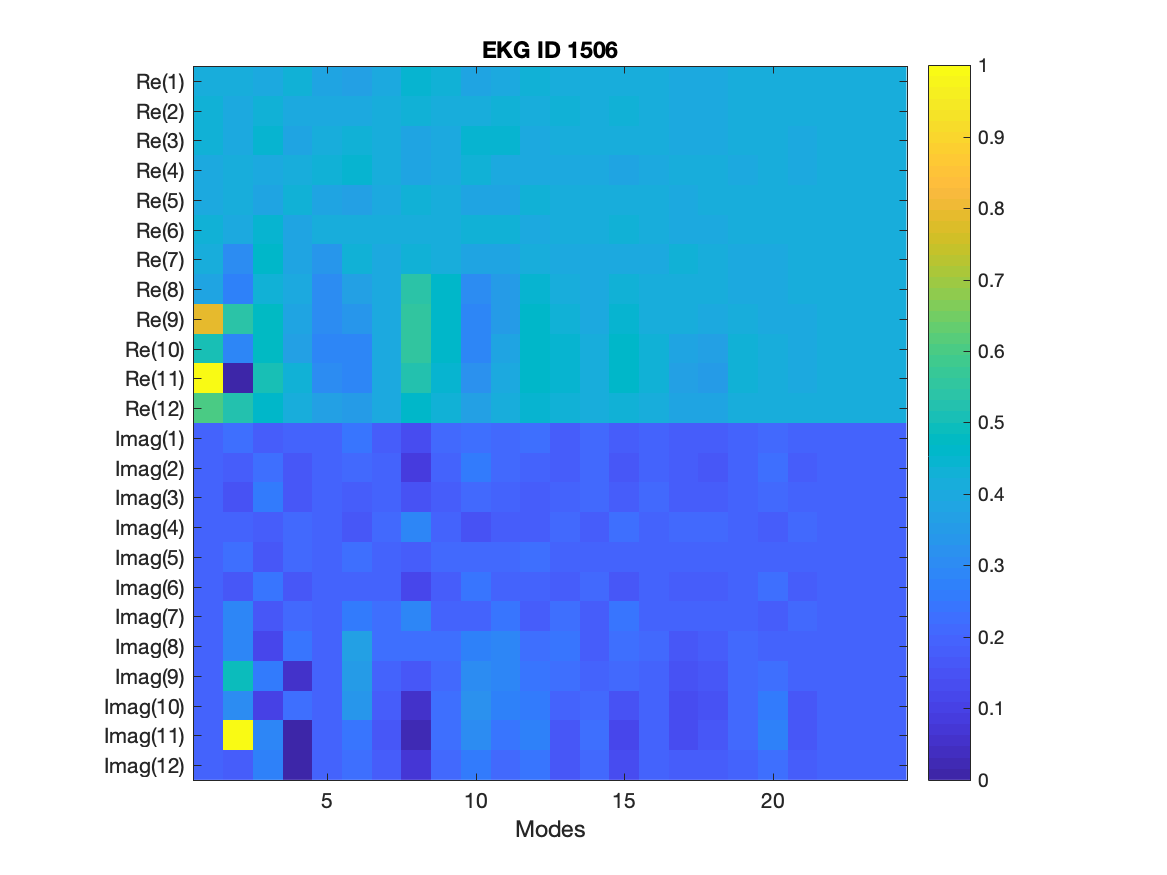 EKG ID 1506
Re(1)
Re(2)
Re(3)
Re(4)
Re(5)
Re(6)
Re(7)
Re(8)
Re(9)
Re(10)
Re(11)
Re(12)
Imag(1)
Imag(2)
Imag(3)
Imag(4)
Imag(5)
Imag(6)
Imag(7)
Imag(8)
Imag(9)
Imag(10)
Imag(11)
Imag(12)
5 10 15 20
Modes
1
0.9
0.8
0.7
0.6
0.5
0.4
0.3
0.2
0.1
0